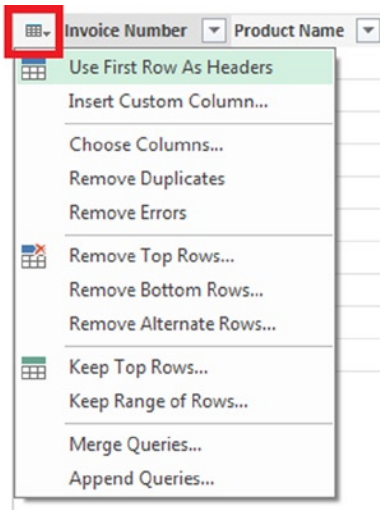 Invoice Number Product Name
Use First Row As Headers
Insert Custom Column...
Choose Columns...
Remove Duplicates
Remove Errors
Remove Top Rows...
Remove Bottom Rows...
Remove Alternate Rows...
Keep Top Rows...
Keep Range of Rows...
Merge Queries...
Append Queries...